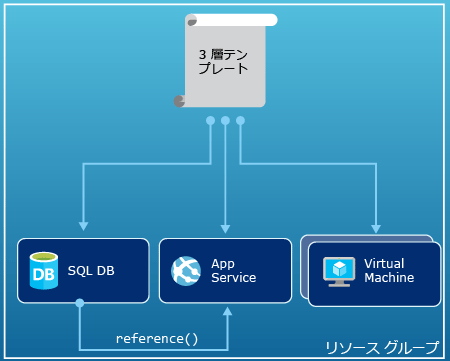 3 層テン
プレート
DB
SQL DB
App
Service
Virtual
Machine
reference()
リソース グループ